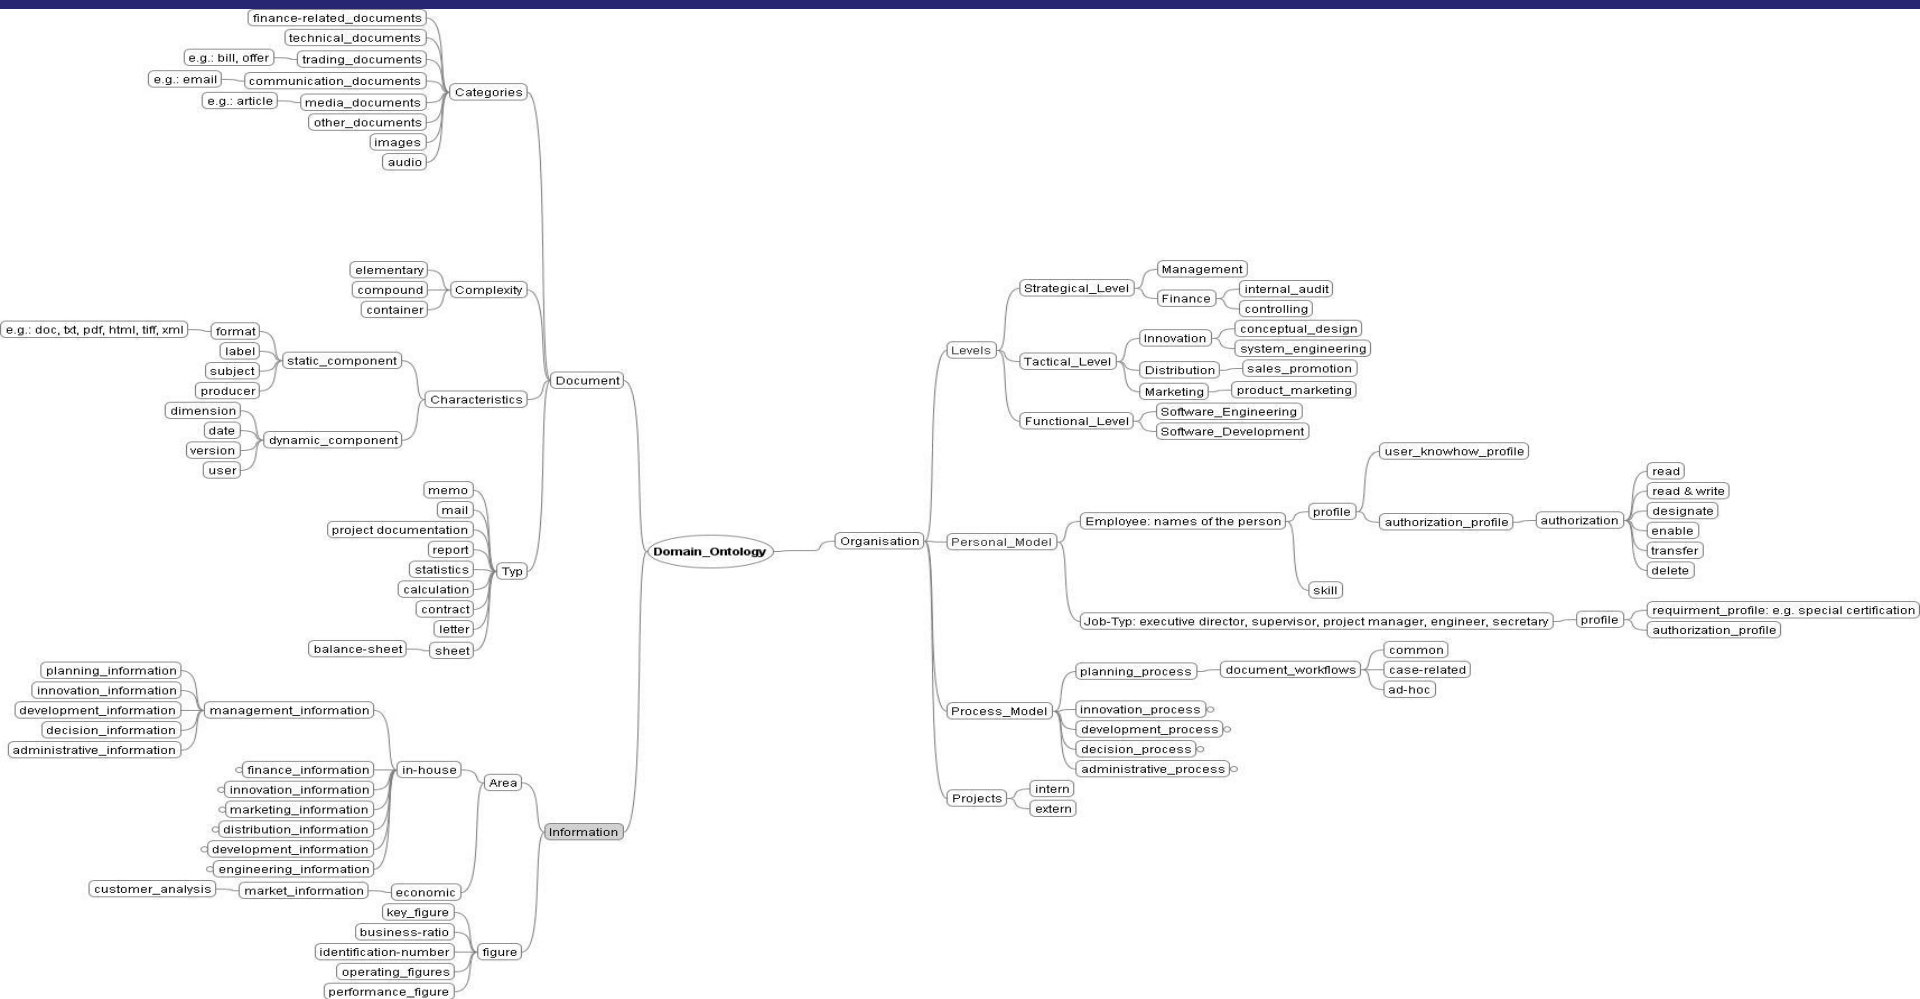 finance-related_documents
technical_documents
e.g.: bill, offer
trading_documents
e.g.: email
communication_documents
e.g.: article
media_documents
other_documents
images
audio
Categories
elementary
compound
container
Complexity
e.g.: doc, txt, pdf, html, tiff, xml
format
label
subject
producer
static_component
dimension
date
version
user
dynamic_component
Characteristics
Document
memo
mail
project documentation
report
statistics
calculation
contract
letter
balance-sheet
sheet
Typ
planning_information
innovation_information
development_information
decision_information
administrative_information
management_information
finance_information
innovation_information
marketing_information
distribution_information
development_information
engineering_information
in-house
Area
customer_analysis
market_information
economic
Information
key_figure
business-ratio
identification-number
operating_figures
performance_figure
figure
Domain_Ontology
Organisation
Levels
Strategical_Level
Management
Finance
internal_audit
controlling
Tactical_Level
Innovation
conceptual_design
system_engineering
Distribution
sales_promotion
Marketing
product_marketing
Functional_Level
Software_Engineering
Software_Development
Personal_Model
Employee: names of the person
profile
user_knowhow_profile
authorization_profile
authorization
read
read & write
designate
enable
transfer
delete
skill
Job-Typ: executive director, supervisor, project manager, engineer, secretary
profile
requirment_profile: e.g. special certification
authorization_profile
Process_Model
planning_process
document_workflows
common
case-related
ad-hoc
innovation_process
development_process
decision_process
administrative_process
Projects
intern
extern